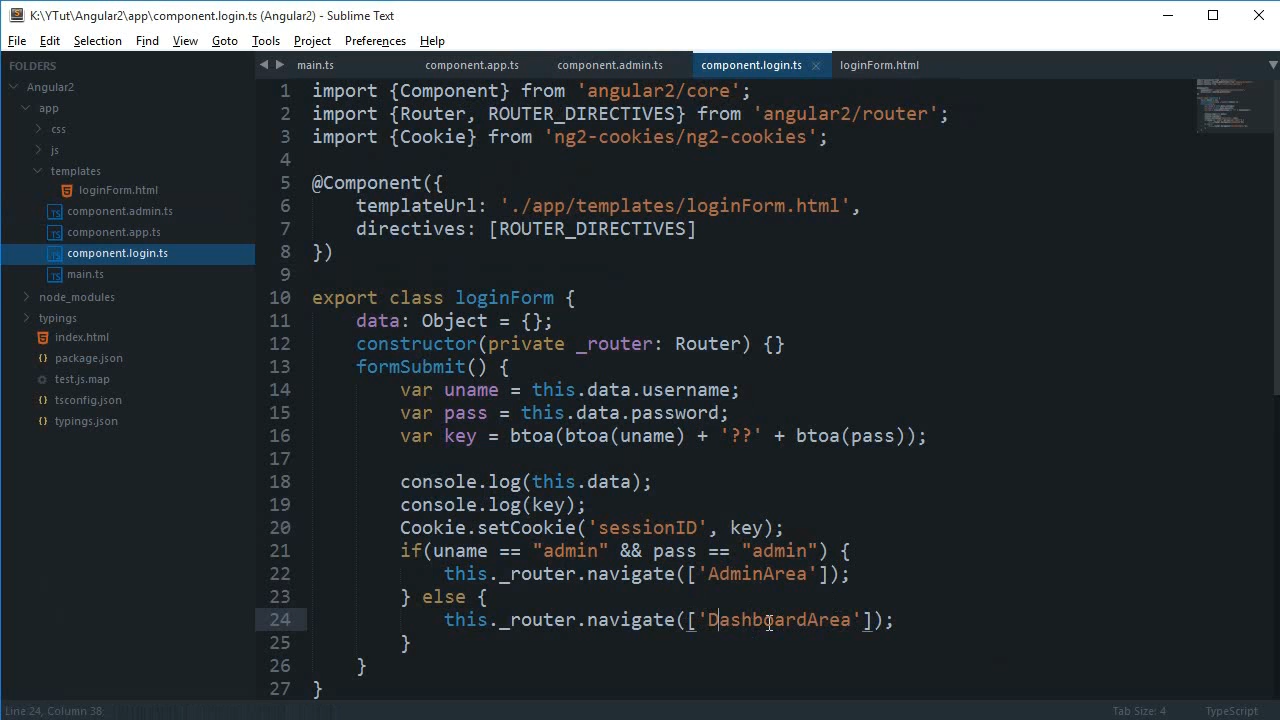 K:\YTut\Angular2\app\component.login.ts (Angular2) - Sublime Text
File Edit Selection Find View Goto Tools Project Preferences Help
FOLDERS
Angular2
app
css
js
templates
loginForm.html
component.admin.ts
component.app.ts
component.login.ts
main.ts
node_modules
typings
index.html
package.json
test.js.map
tsconfig.json
typings.json
main.ts component.app.ts component.admin.ts component.login.ts loginForm.html
1 import {Component} from 'angular2/core';
2 import {Router, ROUTER_DIRECTIVES} from 'angular2/router';
3 import {Cookie} from 'ng2-cookies/ng2-cookies';
4
5 @Component({
6 templateUrl: './app/templates/loginForm.html',
7 directives: [ROUTER_DIRECTIVES]
8 })
9
10 export class loginForm {
11 data: Object = {};
12 constructor(private _router: Router) {}
13 formSubmit() {
14 var uname = this.data.username;
15 var pass = this.data.password;
16 var key = btoa(btoa(uname) + '??' + btoa(pass));
17
18 console.log(this.data);
19 console.log(key);
20 Cookie.setCookie('sessionID', key);
21 if(uname == "admin" && pass == "admin") {
22 this._router.navigate(['AdminArea']);
23 } else {
24 this._router.navigate(['DashboardArea']);
25 }
26 }
27 }
Line 24, Column 38 Tab Size: 4 TypeScript